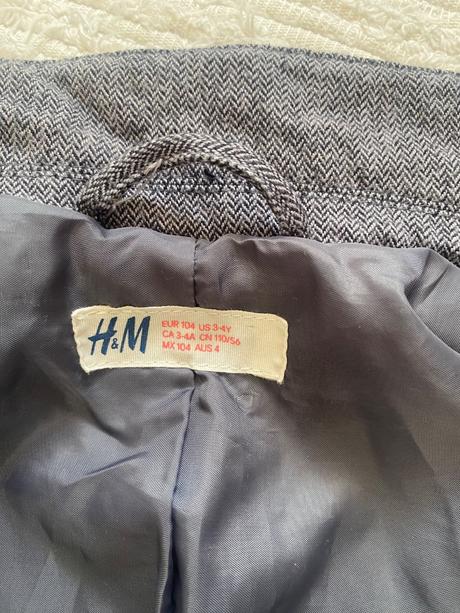 H&M
EUR 104 US 3-4Y
CA 3-4A CN 110/56
MX 104 AUS 4